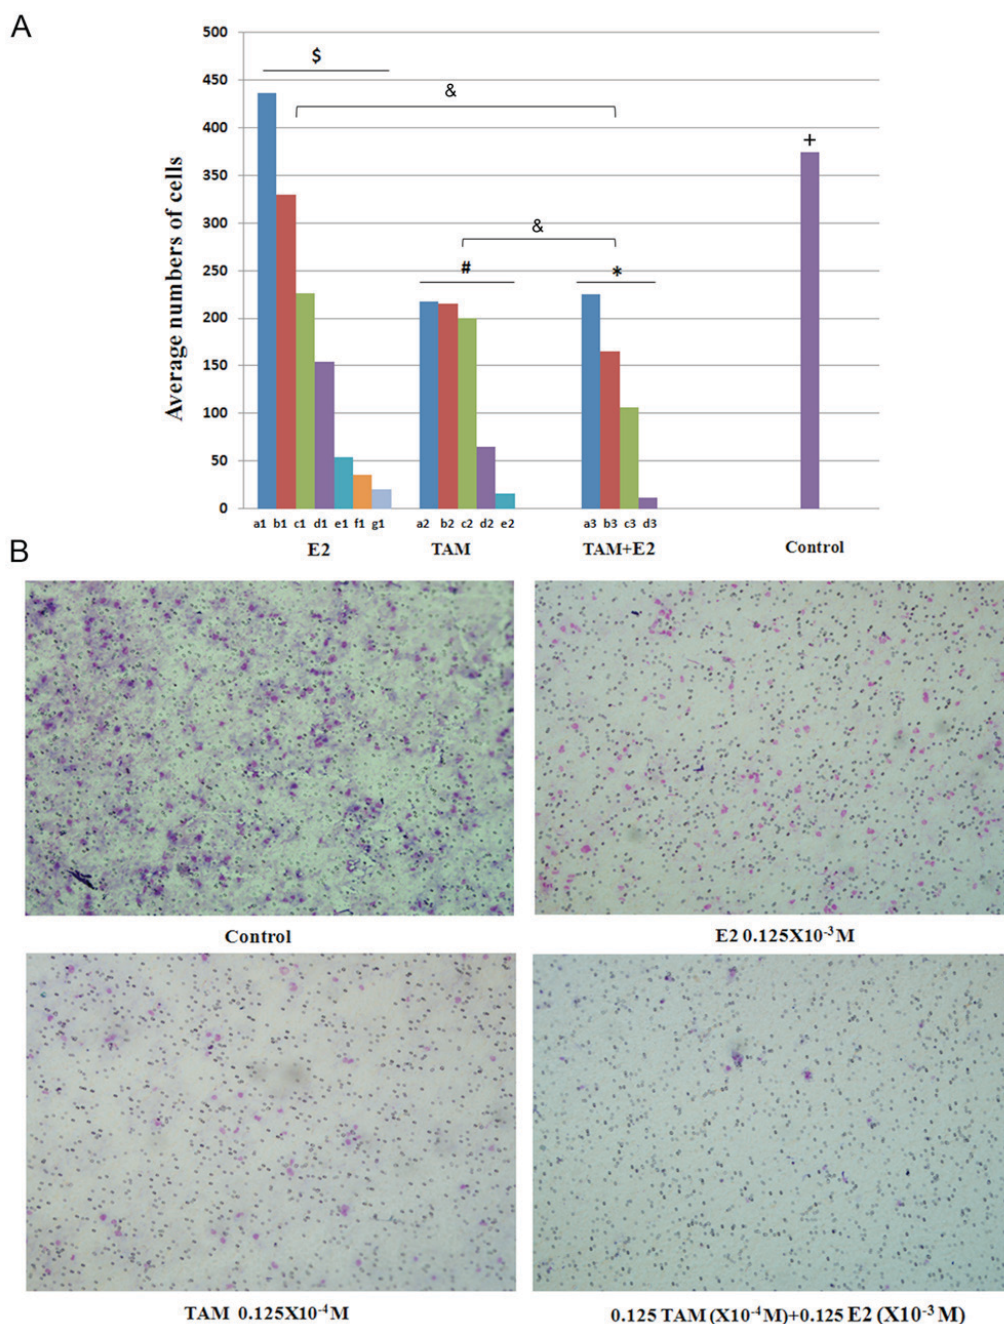 A
500
$
450
&
400
+
350
300
&
250
#
*
200
150
100
50
0
Average numbers of cells
a1 b1 c1 d1 e1 f1 g1 a2 b2 c2 d2 e2 a3 b3 c3 d3
E2 TAM TAM+E2 Control
B
Control
E2 0.125X10⁻³M
TAM 0.125X10⁻⁴M
0.125 TAM (X10⁻⁴M)+0.125 E2 (X10⁻³M)